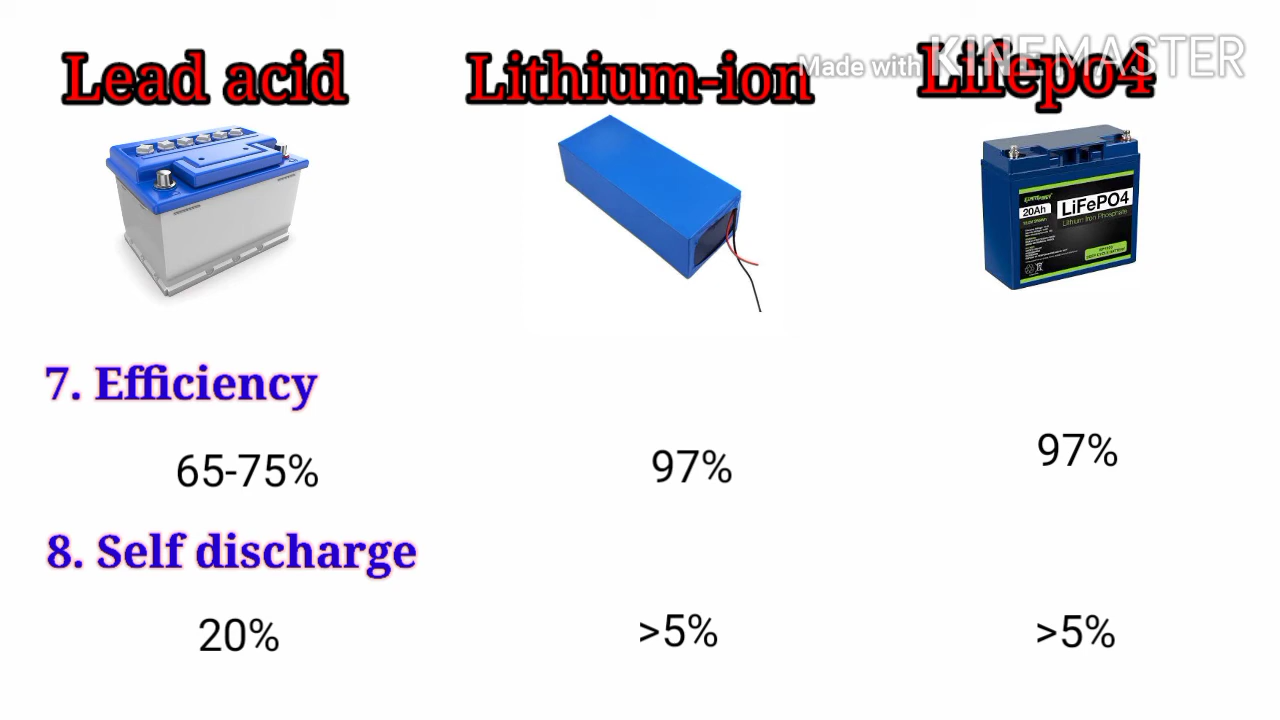 Made with KINEMASTER
Lead acid Lithium-ion Lifepo4
20Ah LiFePO4
Lithium Iron Phosphate
7. Efficiency
65-75% 97% 97%
8. Self discharge
20% >5% >5%